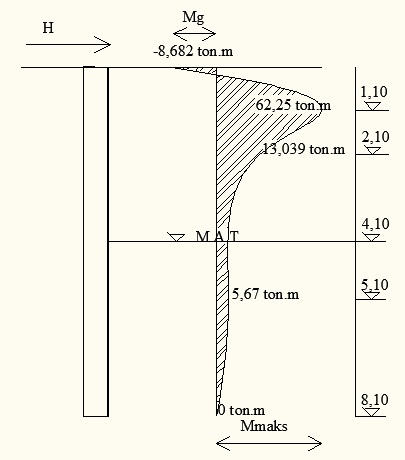 Mg
H
-8,682 ton.m
1,10
62,25 ton.m
2,10
13,039 ton.m
4,10
M A T
5,10
5,67 ton.m
8,10
0 ton.m
Mmaks